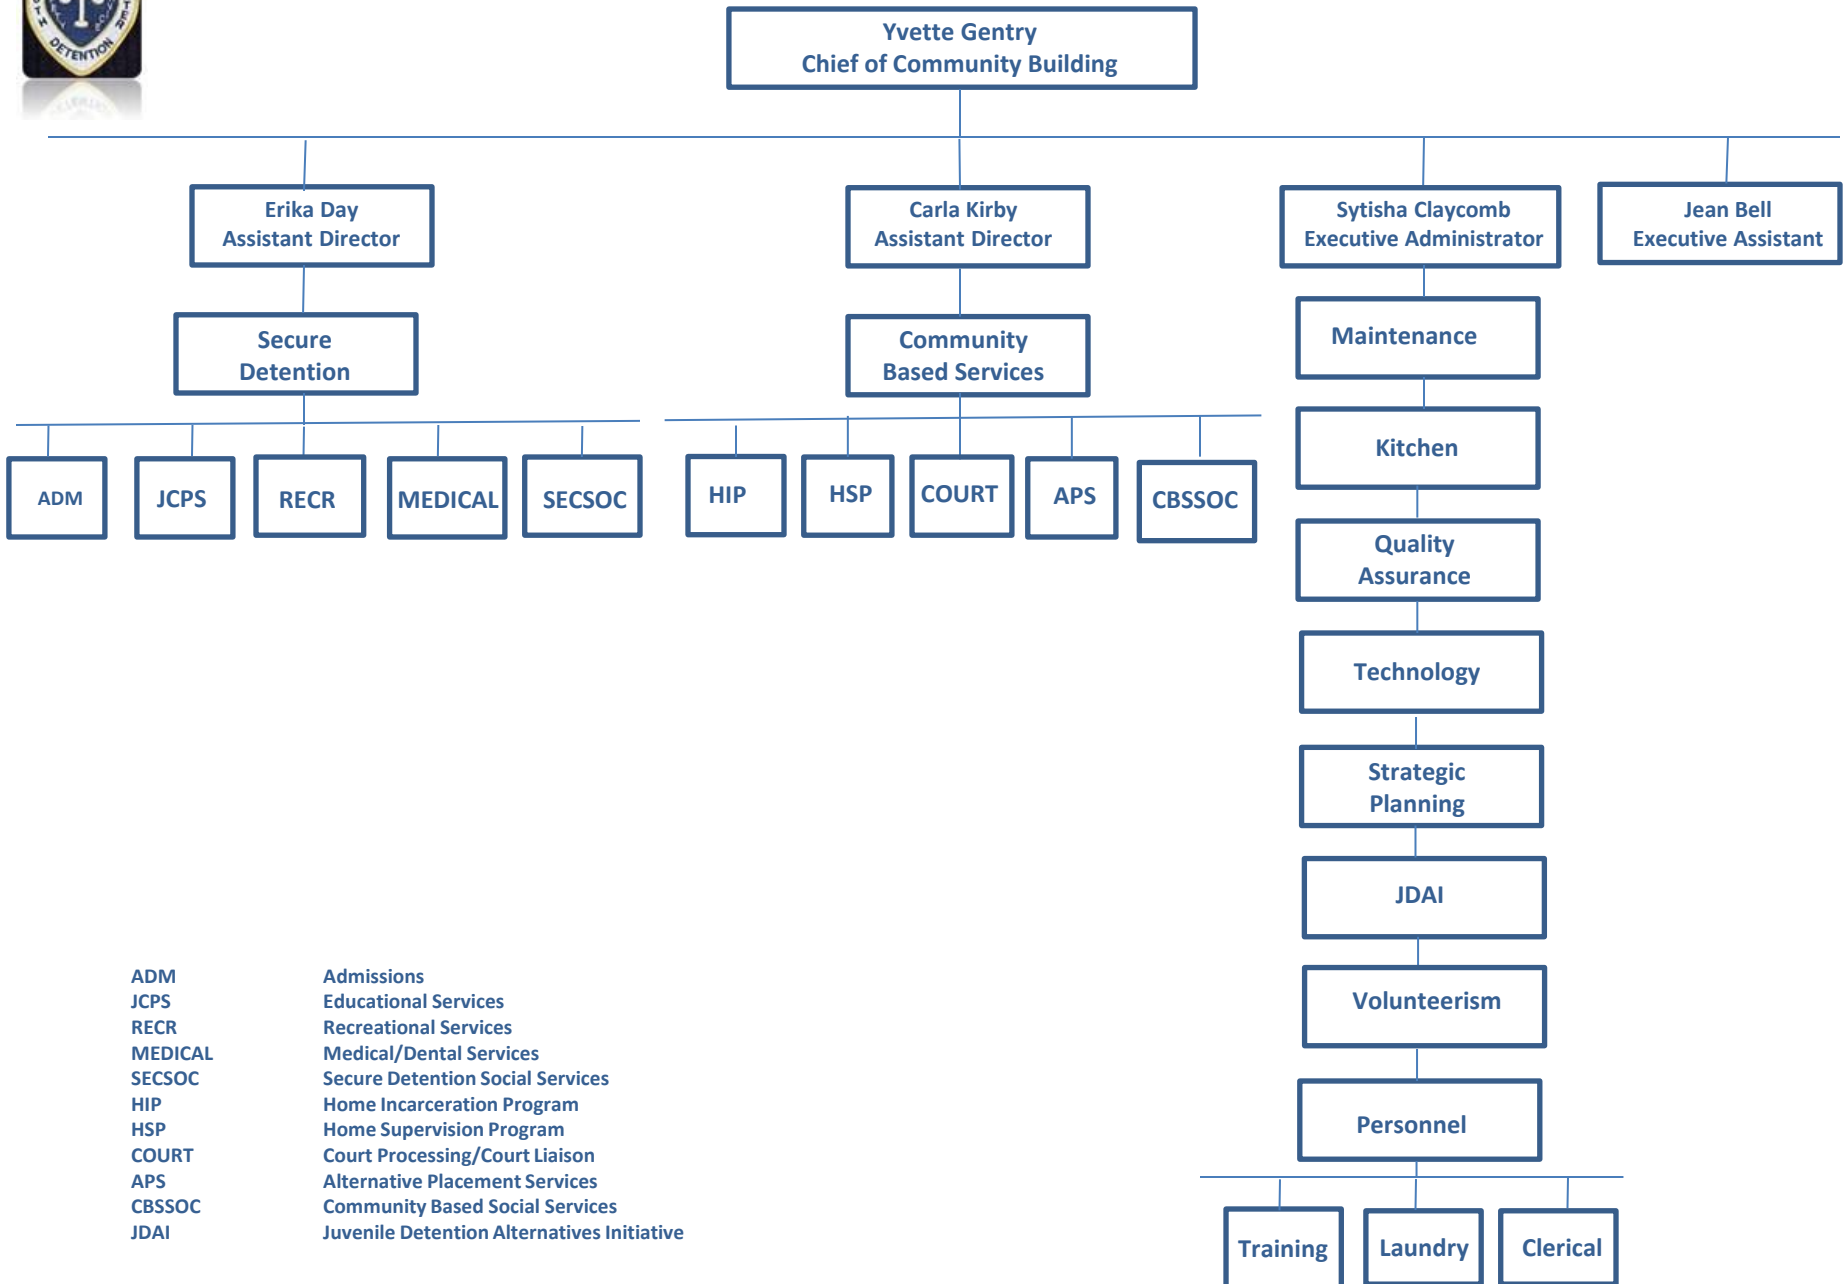 DETENTION
Yvette Gentry
Chief of Community Building
Erika Day
Assistant Director
Carla Kirby
Assistant Director
Sytisha Claycomb
Executive Administrator
Jean Bell
Executive Assistant
Secure
Detention
Community
Based Services
Maintenance
ADM
JCPS
RECR
MEDICAL
SECSOC
HIP
HSP
COURT
APS
CBSSOC
Kitchen
Quality
Assurance
Technology
Strategic
Planning
JDAI
Volunteerism
Personnel
Training
Laundry
Clerical
ADM Admissions
JCPS Educational Services
RECR Recreational Services
MEDICAL Medical/Dental Services
SECSOC Secure Detention Social Services
HIP Home Incarceration Program
HSP Home Supervision Program
COURT Court Processing/Court Liaison
APS Alternative Placement Services
CBSSOC Community Based Social Services
JDAI Juvenile Detention Alternatives Initiative